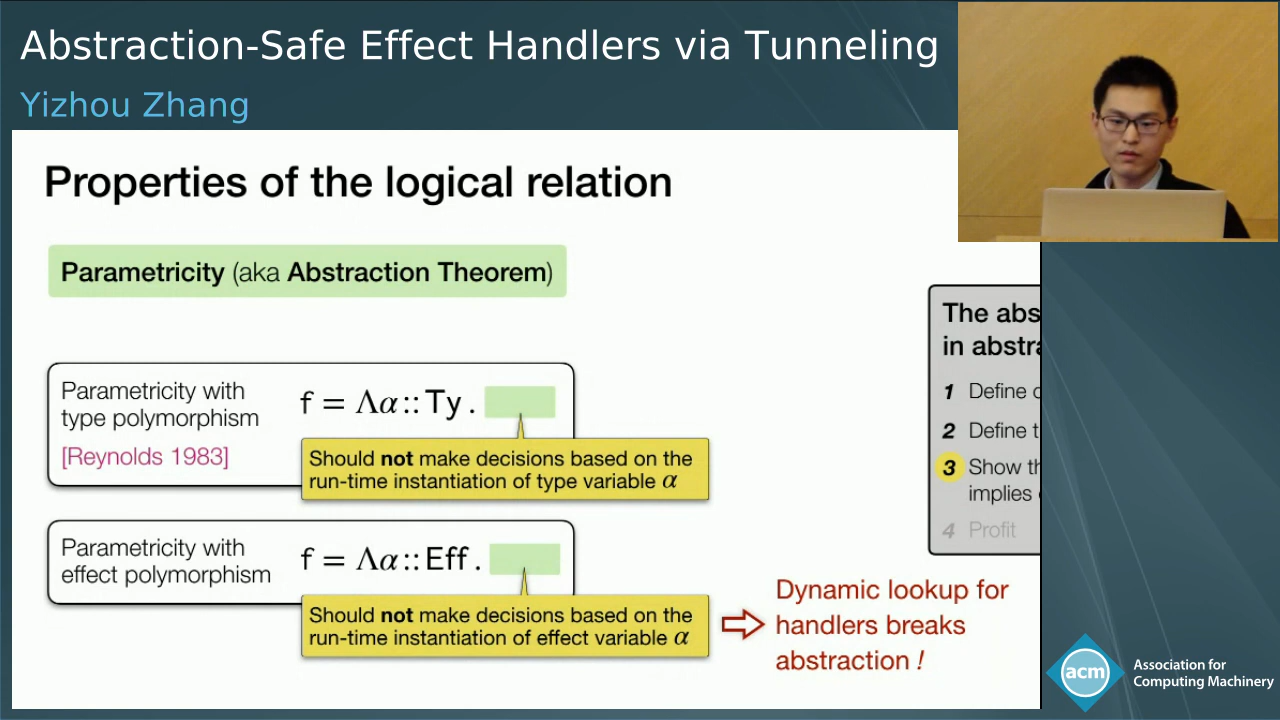 Abstraction-Safe Effect Handlers via Tunneling
Yizhou Zhang
Properties of the logical relation
Parametricity (aka Abstraction Theorem)
Parametricity with
type polymorphism
[Reynolds 1983]
f = Λα :: Ty .
Should not make decisions based on the
run-time instantiation of type variable α
Parametricity with
effect polymorphism
f = Λα :: Eff .
Should not make decisions based on the
run-time instantiation of effect variable α
Dynamic lookup for
handlers breaks
abstraction !
The abs
in abstra
1 Define
2 Define t
3 Show th
implies
4 Profit
acm
Association for
Computing Machinery